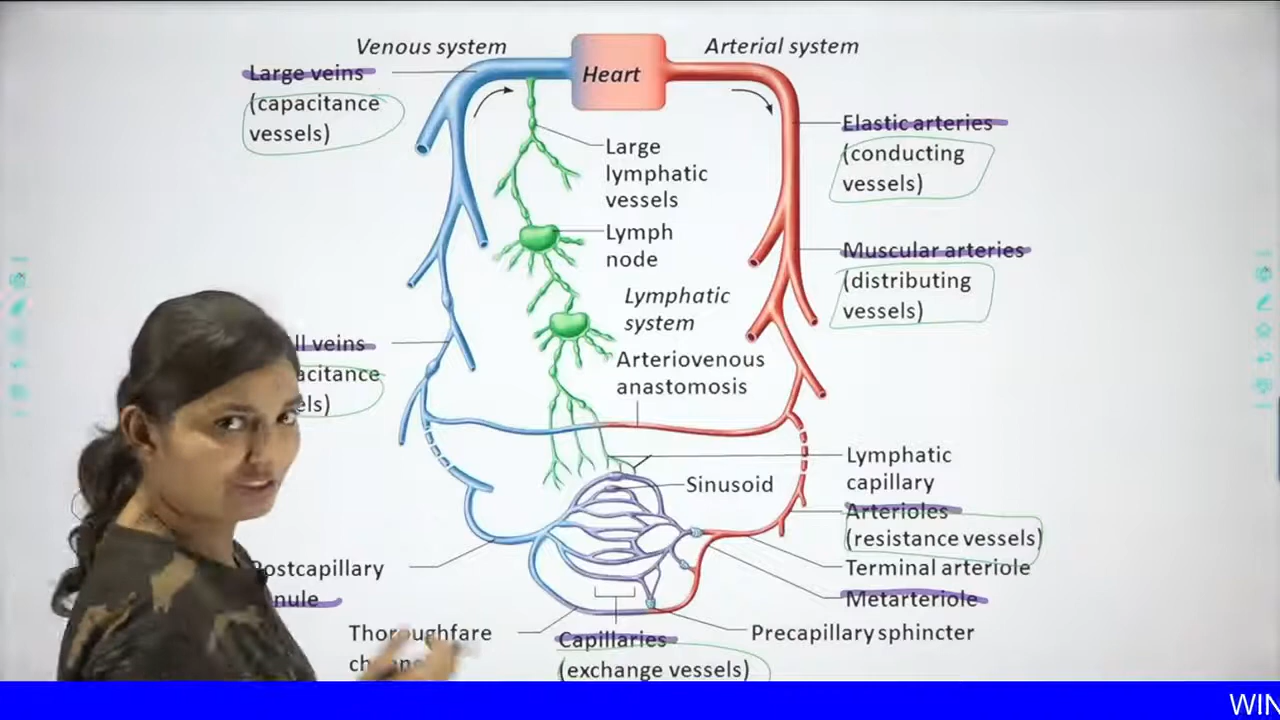 Venous system
Arterial system
Heart
Large veins
(capacitance
vessels)
Elastic arteries
(conducting
vessels)
Large
lymphatic
vessels
Lymph
node
Muscular arteries
(distributing
vessels)
Lymphatic
system
veins
Arteriovenous
anastomosis
Lymphatic
capillary
Sinusoid
Arterioles
(resistance vessels)
Terminal arteriole
Postcapillary
Metarteriole
Thoroughfare
Capillaries
(exchange vessels)
Precapillary sphincter
WIN